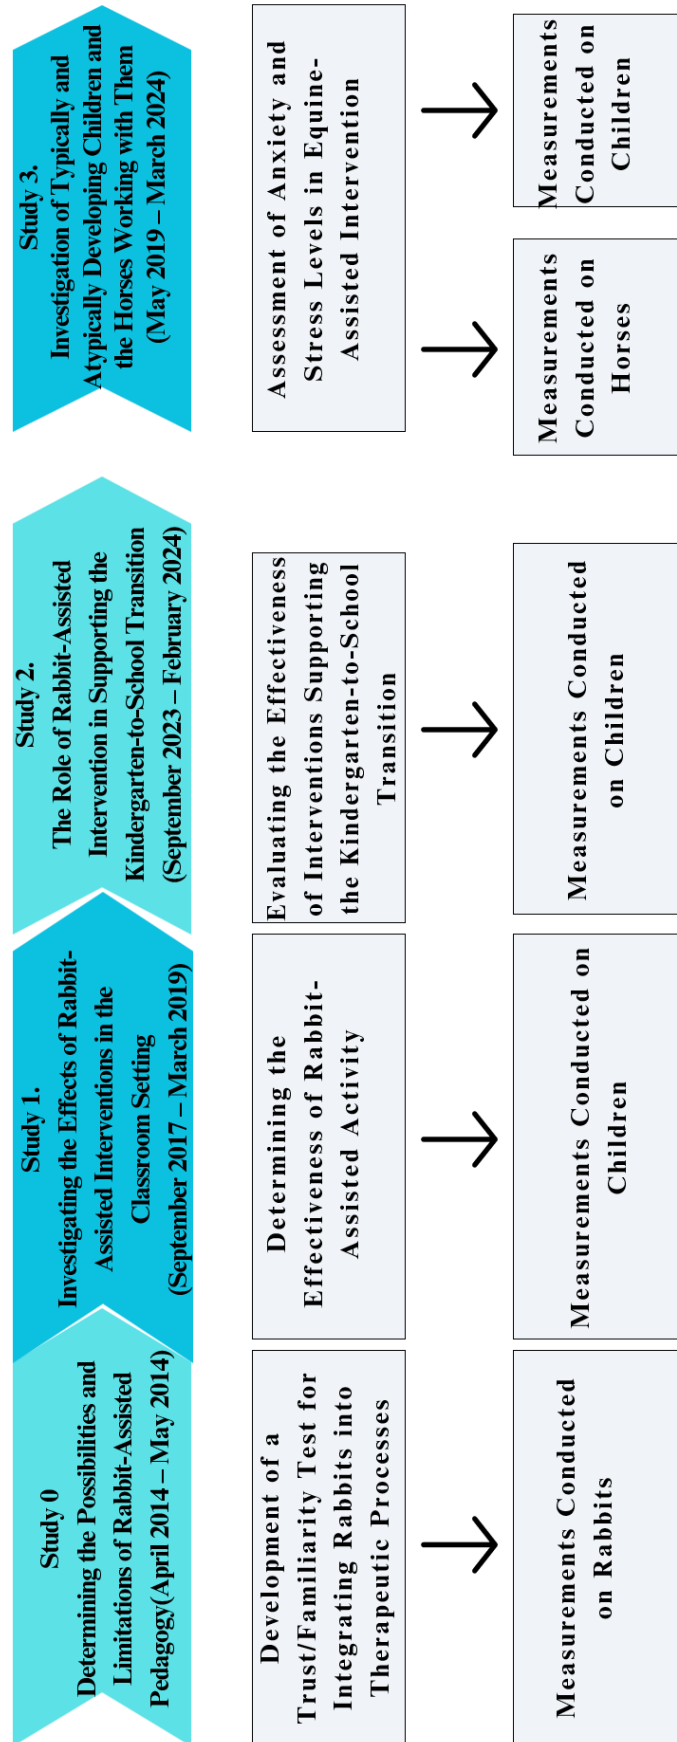 Study 0
Determining the Possibilities and
Limitations of Rabbit-Assisted
Pedagogy(April 2014 – May 2014)
Study 1.
Investigating the Effects of Rabbit-
Assisted Interventions in the
Classroom Setting
(September 2017 – March 2019)
Study 2.
The Role of Rabbit-Assisted
Intervention in Supporting the
Kindergarten-to-School Transition
(September 2023 – February 2024)
Study 3.
Investigation of Typically and
Atypically Developing Children and
the Horses Working with Them
(May 2019 – March 2024)
Development of a
Trust/Familiarity Test for
Integrating Rabbits into
Therapeutic Processes
Determining the
Effectiveness of Rabbit-
Assisted Activity
Evaluating the Effectiveness
of Interventions Supporting
the Kindergarten-to-School
Transition
Assessment of Anxiety and
Stress Levels in Equine-
Assisted Intervention
Measurements Conducted
on Rabbits
Measurements Conducted on
Children
Measurements Conducted
on Children
Measurements
Conducted on
Horses
Measurements
Conducted on
Children